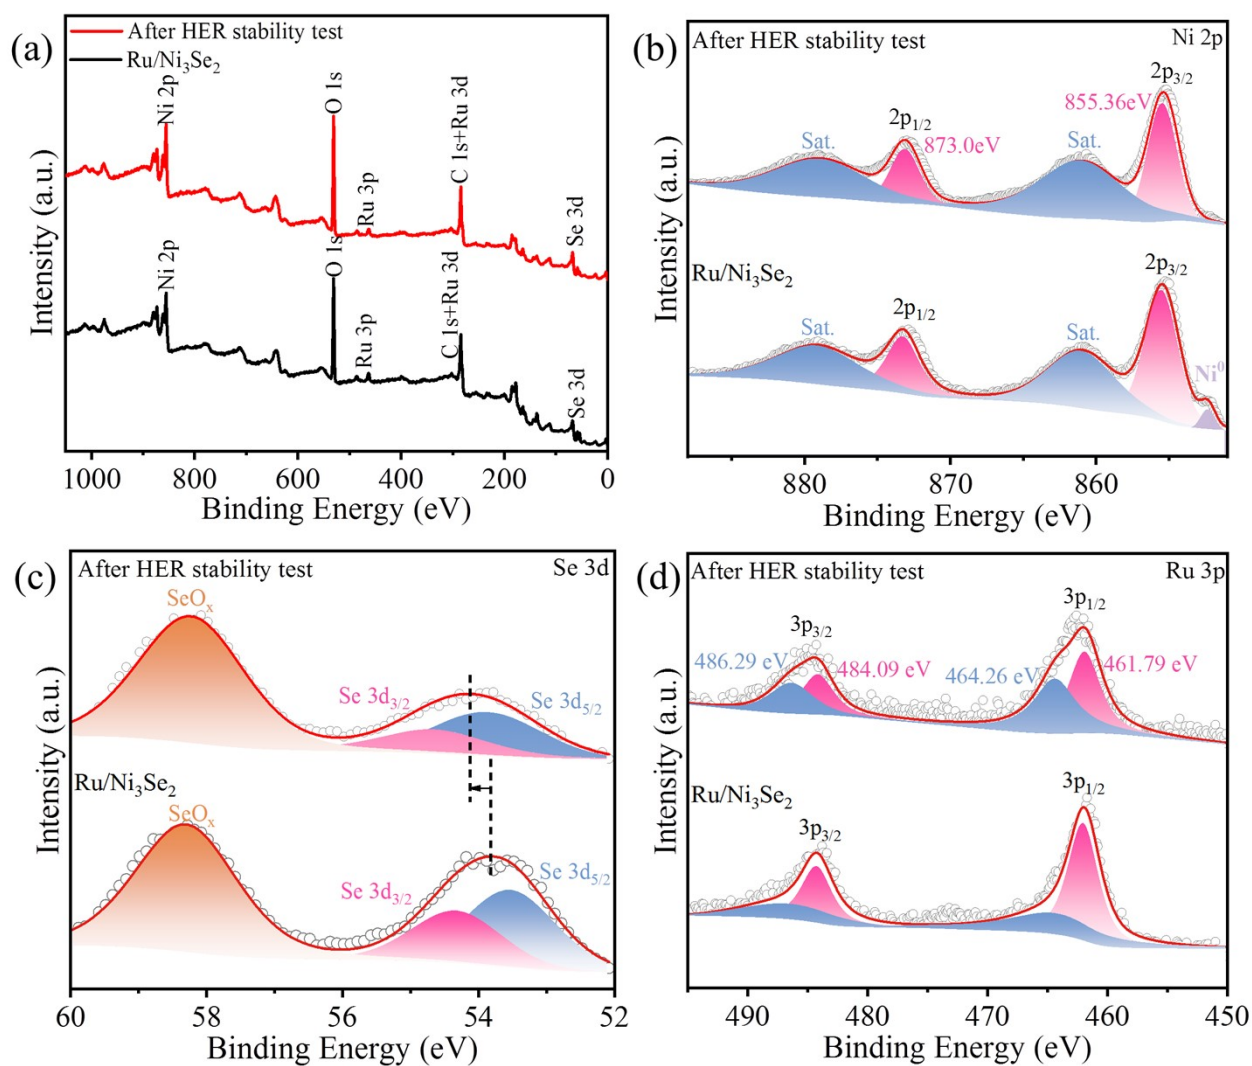 (a)
After HER stability test
Ru/Ni₃Se₂
Ni 2p
O 1s
Ru 3p
C 1s+Ru 3d
Se 3d
Ni 2p
O 1s
Ru 3p
C 1s+Ru 3d
Se 3d
Intensity (a.u.)
1000 800 600 400 200 0
Binding Energy (eV)
(b)
After HER stability test
Ni 2p
2p₃/₂
855.36eV
2p₁/₂
873.0eV
Sat.
Sat.
Ru/Ni₃Se₂
2p₃/₂
2p₁/₂
Sat.
Sat.
Ni⁰
Intensity (a.u.)
880 870 860
Binding Energy (eV)
(c)
After HER stability test
Se 3d
SeOₓ
Se 3d₃/₂
Se 3d₅/₂
Ru/Ni₃Se₂
SeOₓ
Se 3d₃/₂
Se 3d₅/₂
Intensity (a.u.)
60 58 56 54 52
Binding Energy (eV)
(d)
After HER stability test
Ru 3p
3p₁/₂
3p₃/₂
486.29 eV
484.09 eV
464.26 eV
461.79 eV
Ru/Ni₃Se₂
3p₁/₂
3p₃/₂
Intensity (a.u.)
490 480 470 460 450
Binding Energy (eV)